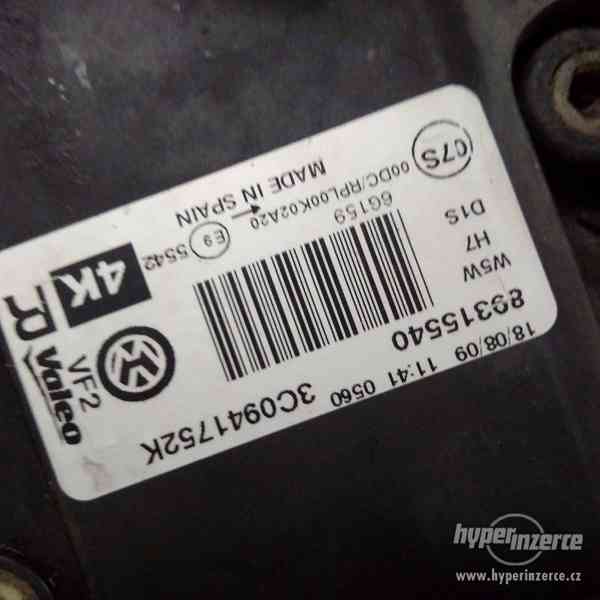 18/08/09 11:41 0560 3C0941752K
89315540
W5W
H7
D1S
6G159
VF2
Valeo
4K
00DC/RPL00K02A20
E9 5542
MADE IN SPAIN
07S
hyperinzerce
www.hyperinzerce.cz